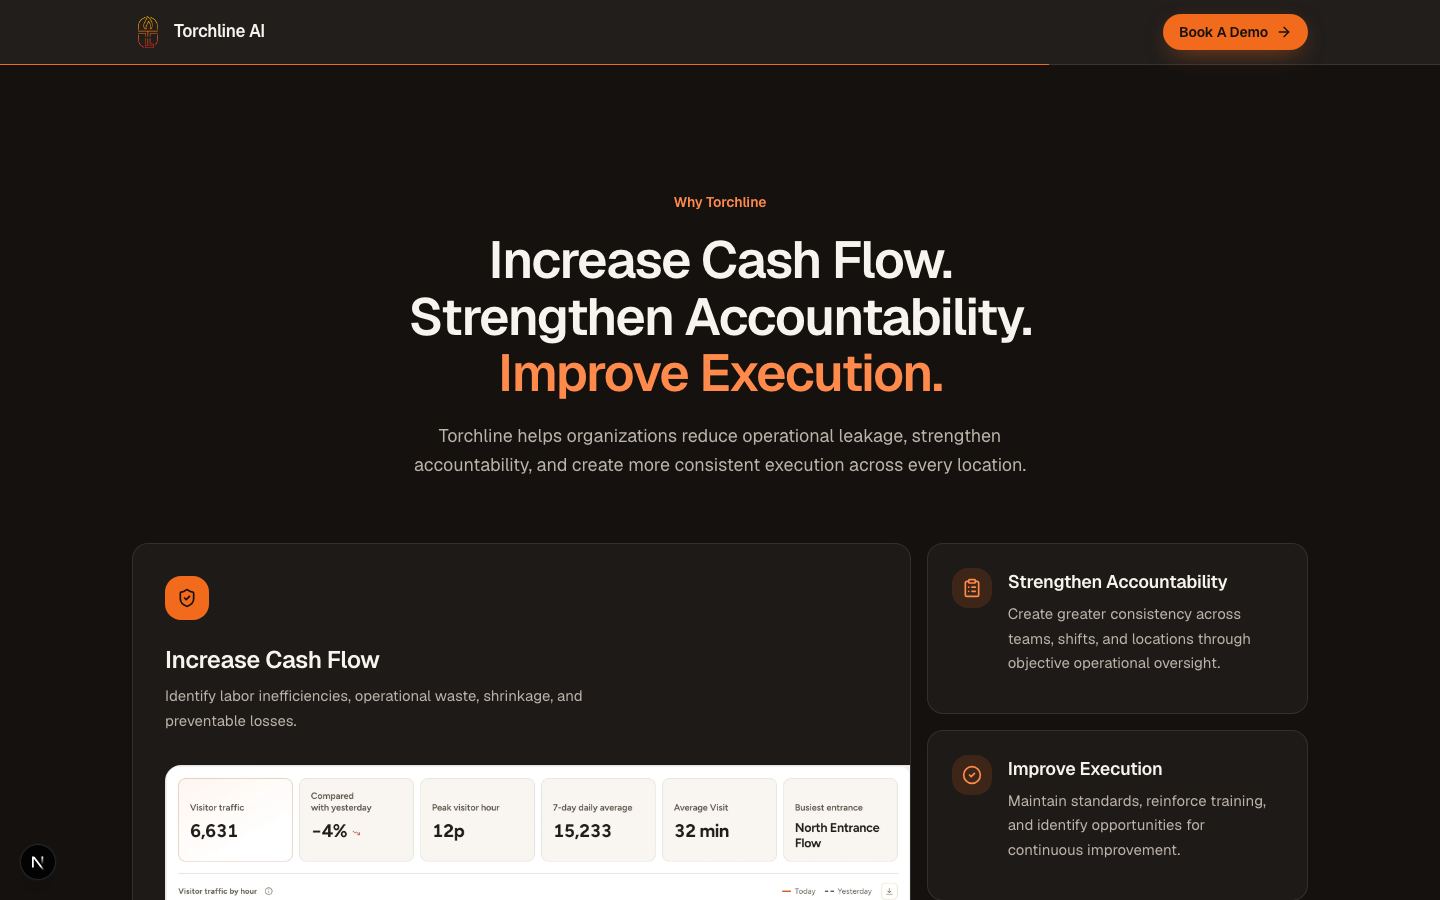 Torchline AI
Book A Demo
Why Torchline
Increase Cash Flow.
Strengthen Accountability.
Improve Execution.
Torchline helps organizations reduce operational leakage, strengthen
accountability, and create more consistent execution across every location.
Increase Cash Flow
Identify labor inefficiencies, operational waste, shrinkage, and
preventable losses.
Visitor traffic
6,631
Compared
with yesterday
-4%
Peak visitor hour
12p
7-day daily average
15,233
Average Visit
32 min
Busiest entrance
North Entrance
Flow
Visitor traffic by hour
Today
Yesterday
Strengthen Accountability
Create greater consistency across
teams, shifts, and locations through
objective operational oversight.
Improve Execution
Maintain standards, reinforce training,
and identify opportunities for
continuous improvement.
N